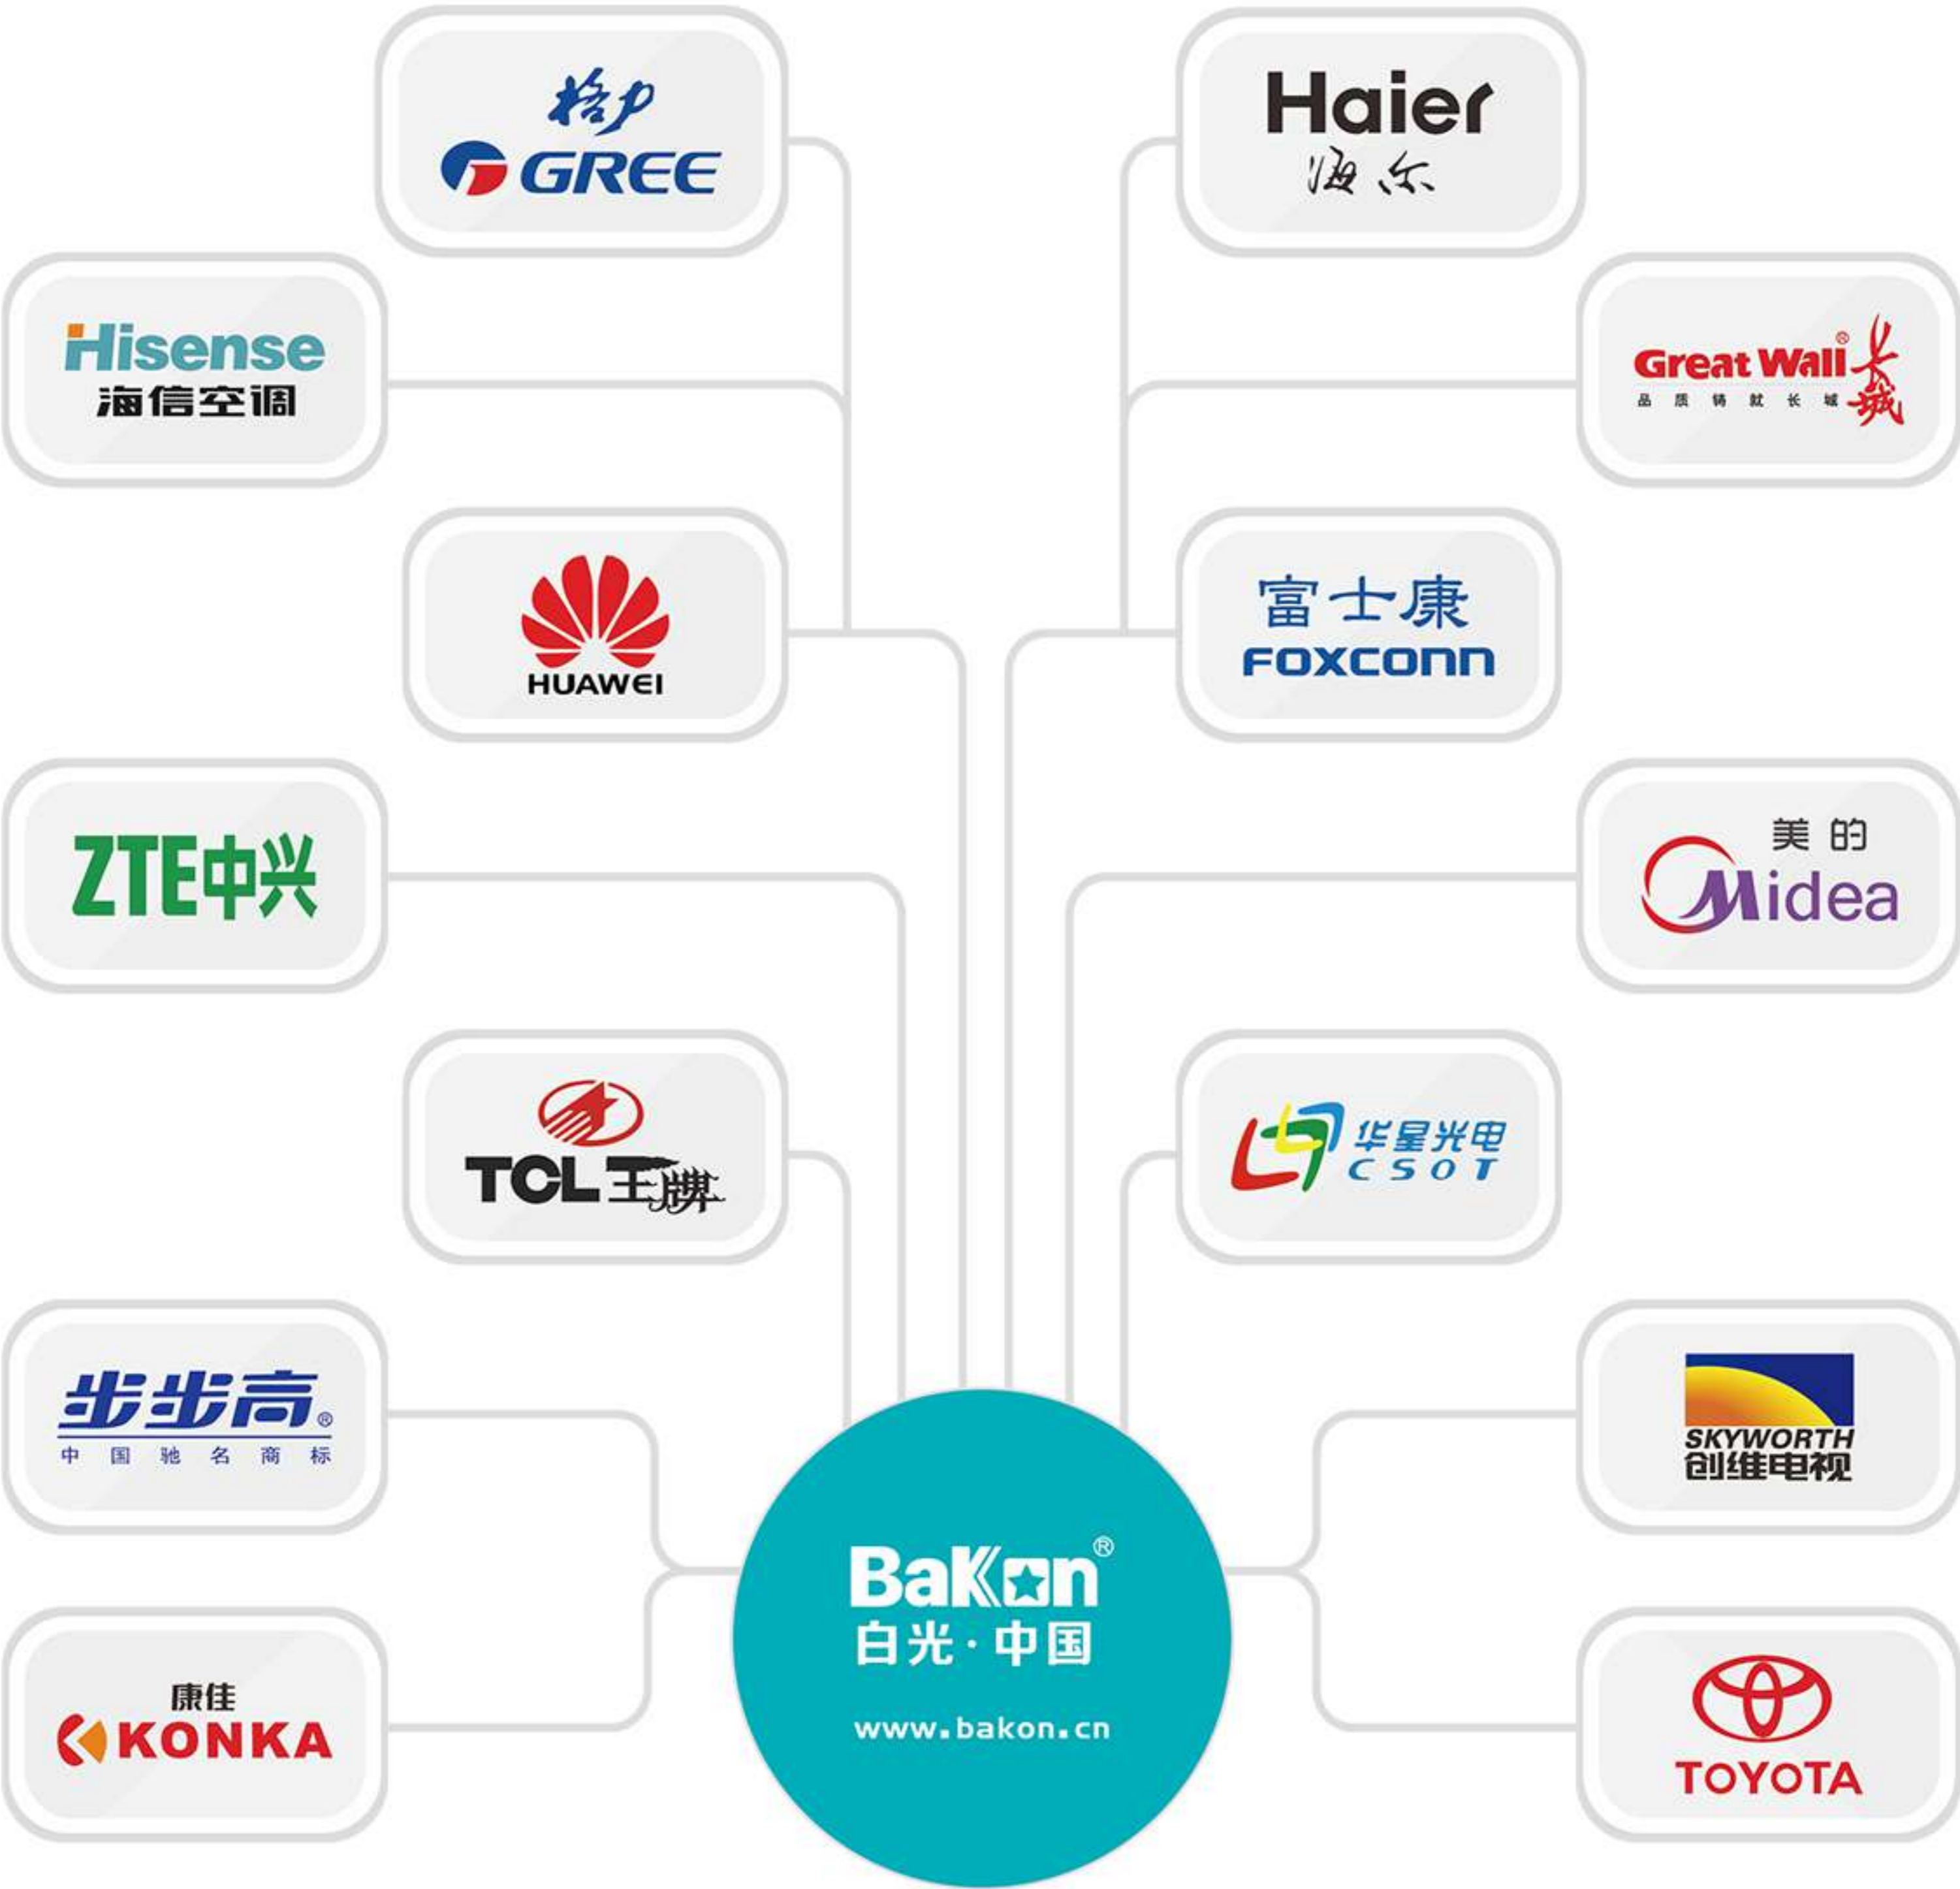 格力
GREE
Haier
海尔
Hisense
海信空调
Great Wall® 长城
品质铸就长城
HUAWEI
富士康
FOXCONN
ZTE中兴
美的
Midea
TCL王牌
华星光电
CSOT
步步高®
中国驰名商标
SKYWORTH
创维电视
康佳
KONKA
BaKon®
白光·中国
www.bakon.cn
TOYOTA